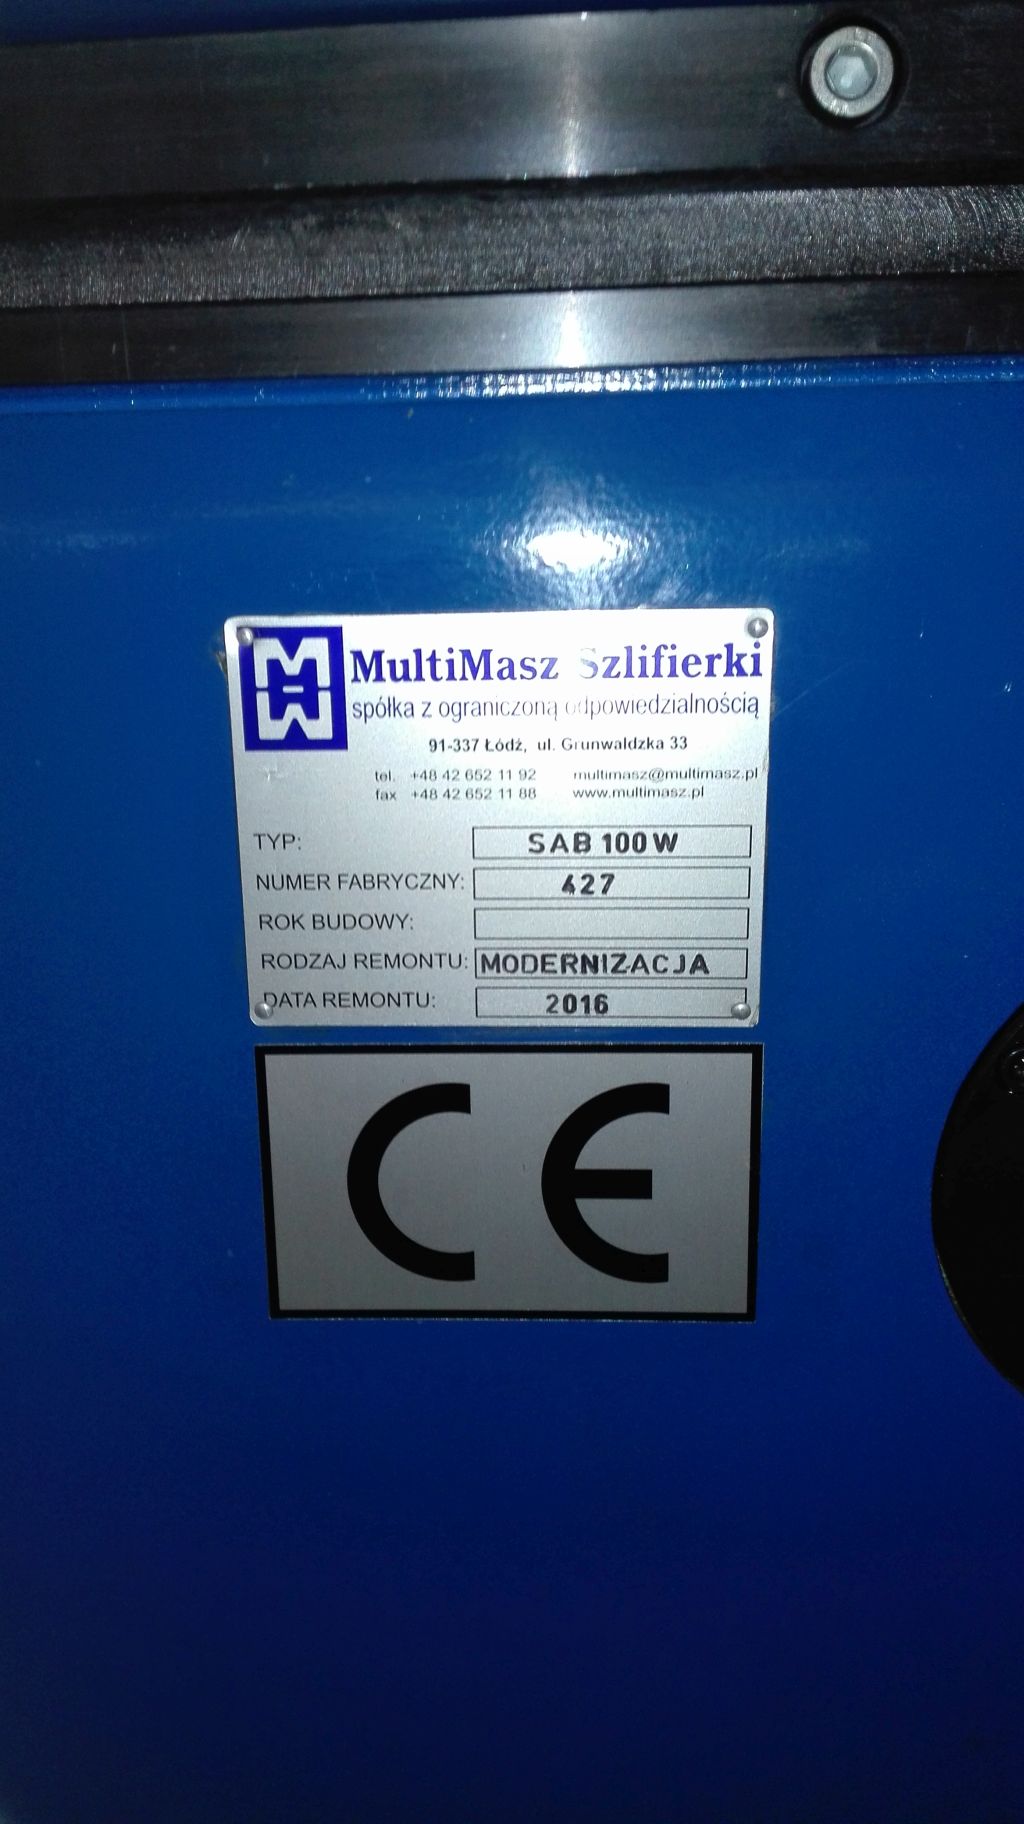 MultiMasz Szlifierki
spółka z ograniczoną odpowiedzialnością
91-337 Łódź, ul. Grunwaldzka 33
tel. +48 42 652 11 92 multimasz@multimasz.pl
fax +48 42 652 11 88 www.multimasz.pl
TYP: SAB 100 W
NUMER FABRYCZNY: 427
ROK BUDOWY:
RODZAJ REMONTU: MODERNIZACJA
DATA REMONTU: 2016
CE